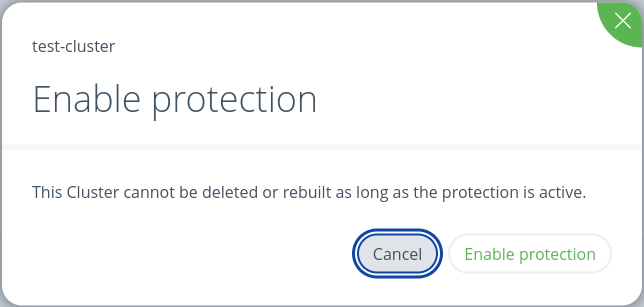 test-cluster
Enable protection
This Cluster cannot be deleted or rebuilt as long as the protection is active.
Cancel
Enable protection